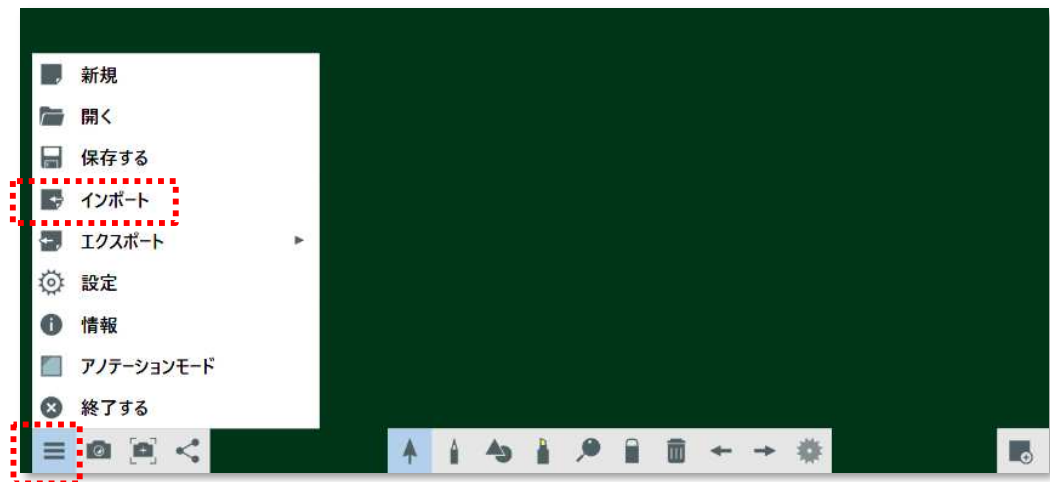 新規
開く
保存する
インポート
エクスポート
設定
情報
アノテーションモード
終了する